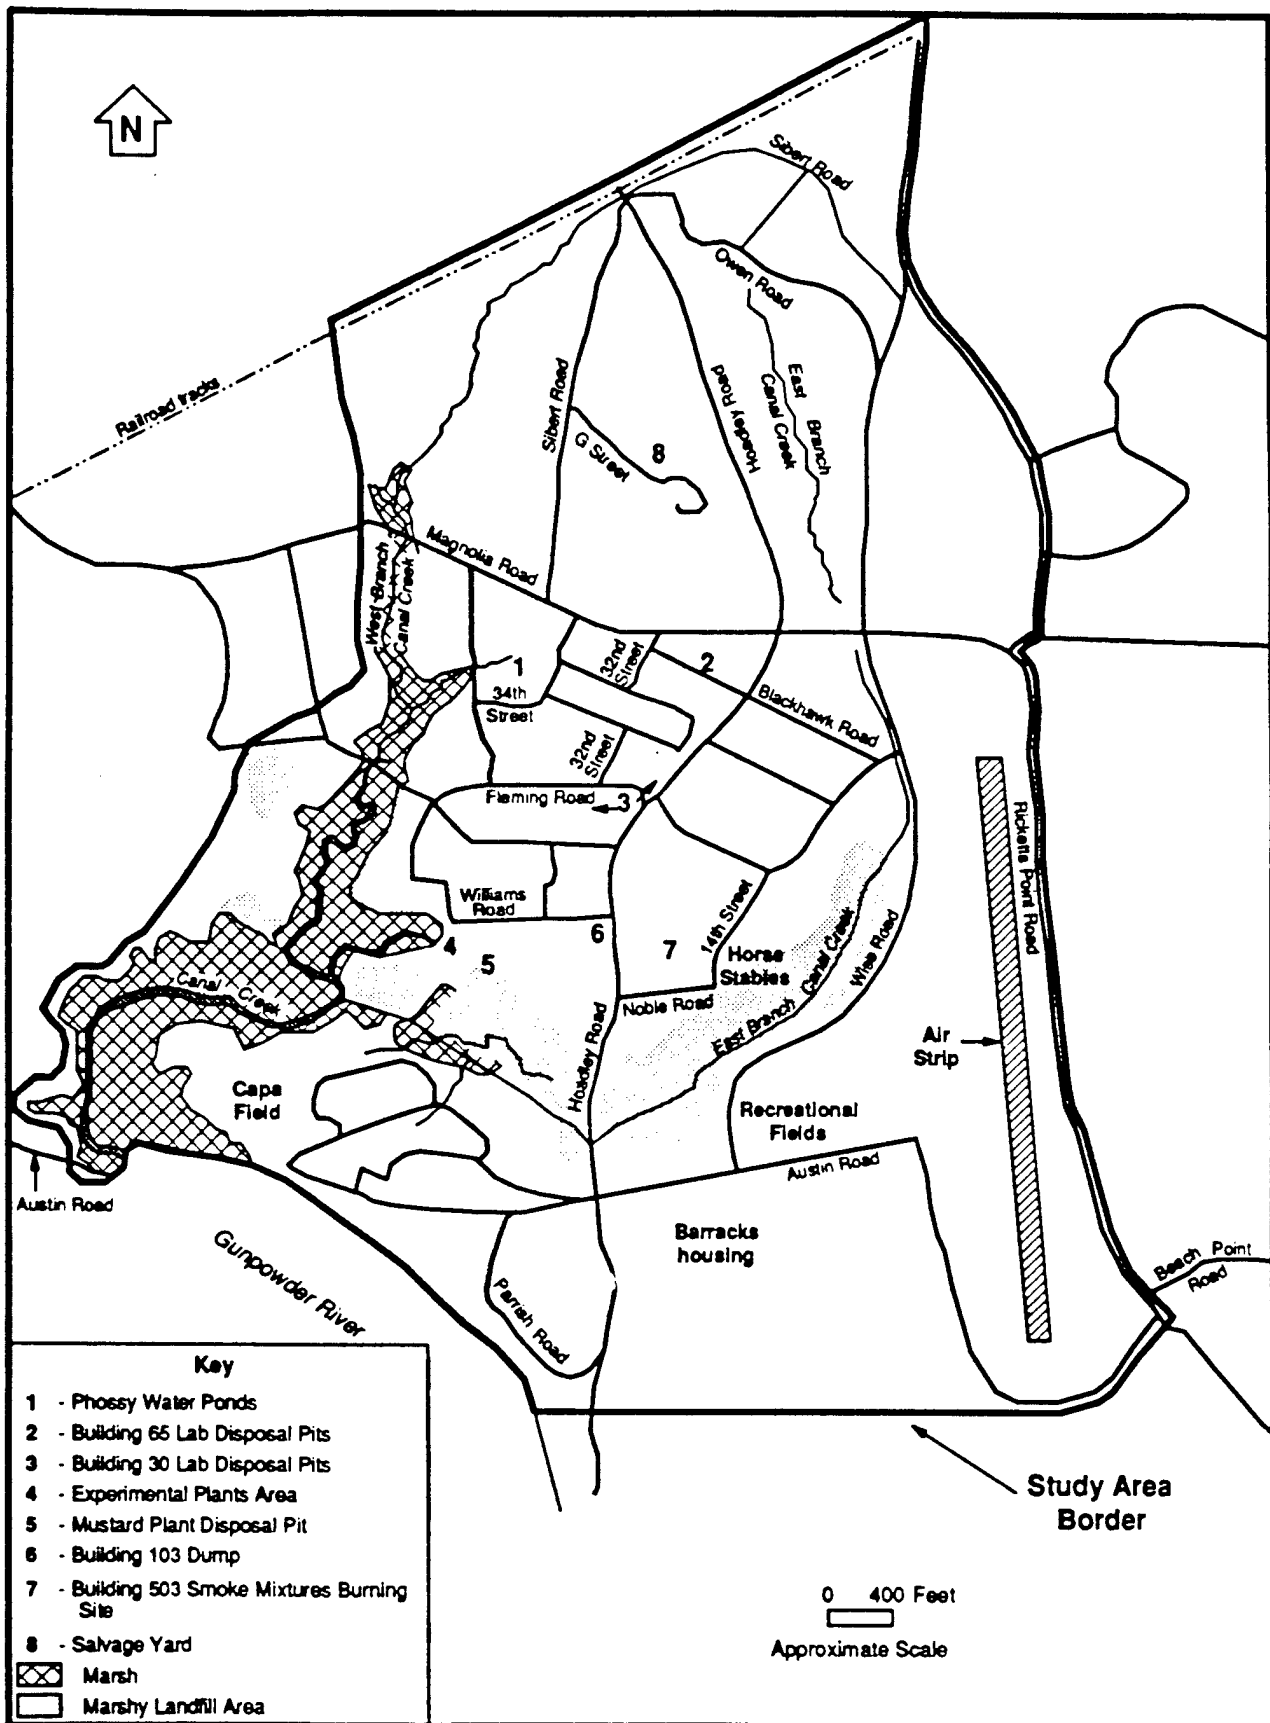 N
Sibert Road
Owen Road
Railroad tracks
Sibert Road
G Street
8
Hoadley Road
East Branch
Canal Creek
Magnolia Road
West Branch
Canal Creek
1
34th
Street
32nd
Street
2
Blackhawk Road
32nd
Street
Fleming Road
3
Ricketts Point Road
Williams
Road
4
5
6
7
14th Street
Horse
Stables
Noble Road
East Branch Canal Creek
Wise Road
Canal Creek
Hoadley Road
Air
Strip
Capa
Field
Recreational
Fields
Austin Road
Austin Road
Barracks
housing
Gunpowder River
Parrish Road
Beach Point
Road
Key
1 - Phossy Water Ponds
2 - Building 65 Lab Disposal Pits
3 - Building 30 Lab Disposal Pits
4 - Experimental Plants Area
5 - Mustard Plant Disposal Pit
6 - Building 103 Dump
7 - Building 503 Smoke Mixtures Burning
Site
8 - Salvage Yard
Marsh
Marshy Landfill Area
Study Area
Border
0 400 Feet
Approximate Scale